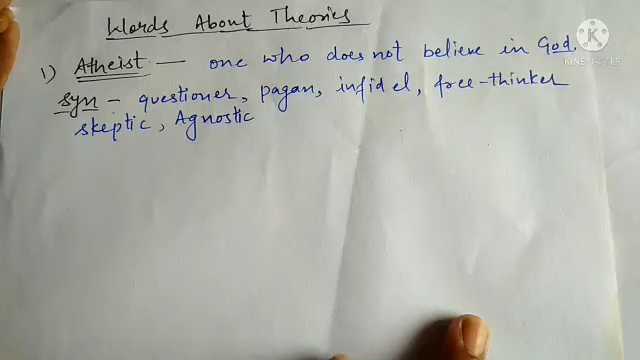 Words About Theories
1) Atheist — one who does not believe in God.
Syn - questioner, pagan, infidel, free-thinker
skeptic, Agnostic
KINEMASTER